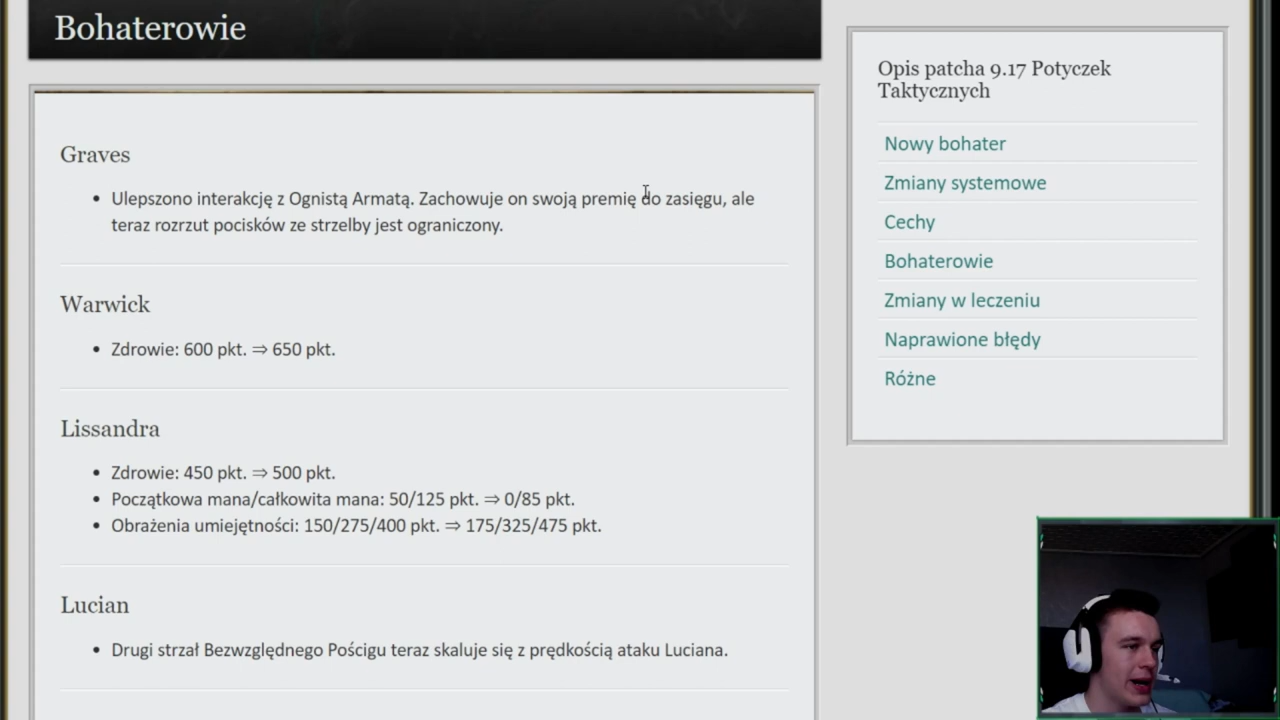 Bohaterowie
Graves
• Ulepszono interakcję z Ognistą Armatą. Zachowuje on swoją premię do zasięgu, ale
teraz rozrzut pocisków ze strzelby jest ograniczony.
Warwick
• Zdrowie: 600 pkt. ⇒ 650 pkt.
Lissandra
• Zdrowie: 450 pkt. ⇒ 500 pkt.
• Początkowa mana/całkowita mana: 50/125 pkt. ⇒ 0/85 pkt.
• Obrażenia umiejętności: 150/275/400 pkt. ⇒ 175/325/475 pkt.
Lucian
• Drugi strzał Bezwzględnego Pościgu teraz skaluje się z prędkością ataku Luciana.
Opis patcha 9.17 Potyczek
Taktycznych
Nowy bohater
Zmiany systemowe
Cechy
Bohaterowie
Zmiany w leczeniu
Naprawione błędy
Różne